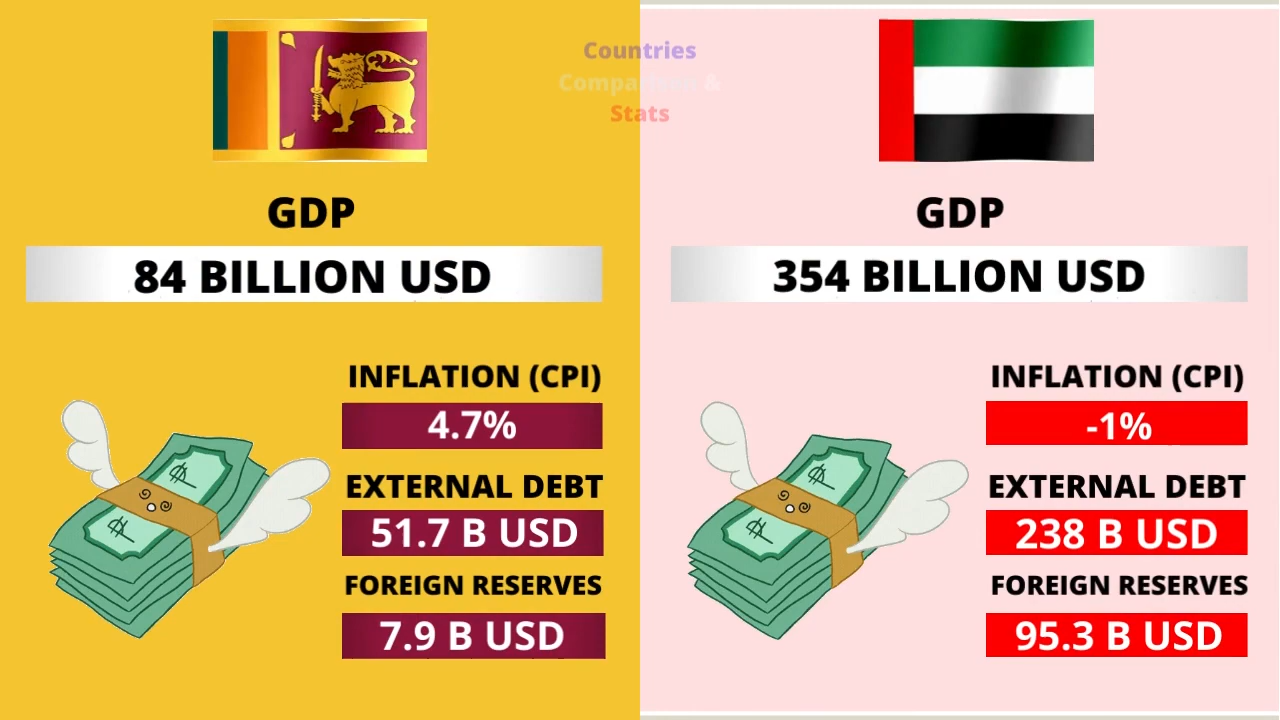 Countries
Comparison &
Stats
GDP
84 BILLION USD
INFLATION (CPI)
4.7%
EXTERNAL DEBT
51.7 B USD
FOREIGN RESERVES
7.9 B USD
GDP
354 BILLION USD
INFLATION (CPI)
-1%
EXTERNAL DEBT
238 B USD
FOREIGN RESERVES
95.3 B USD